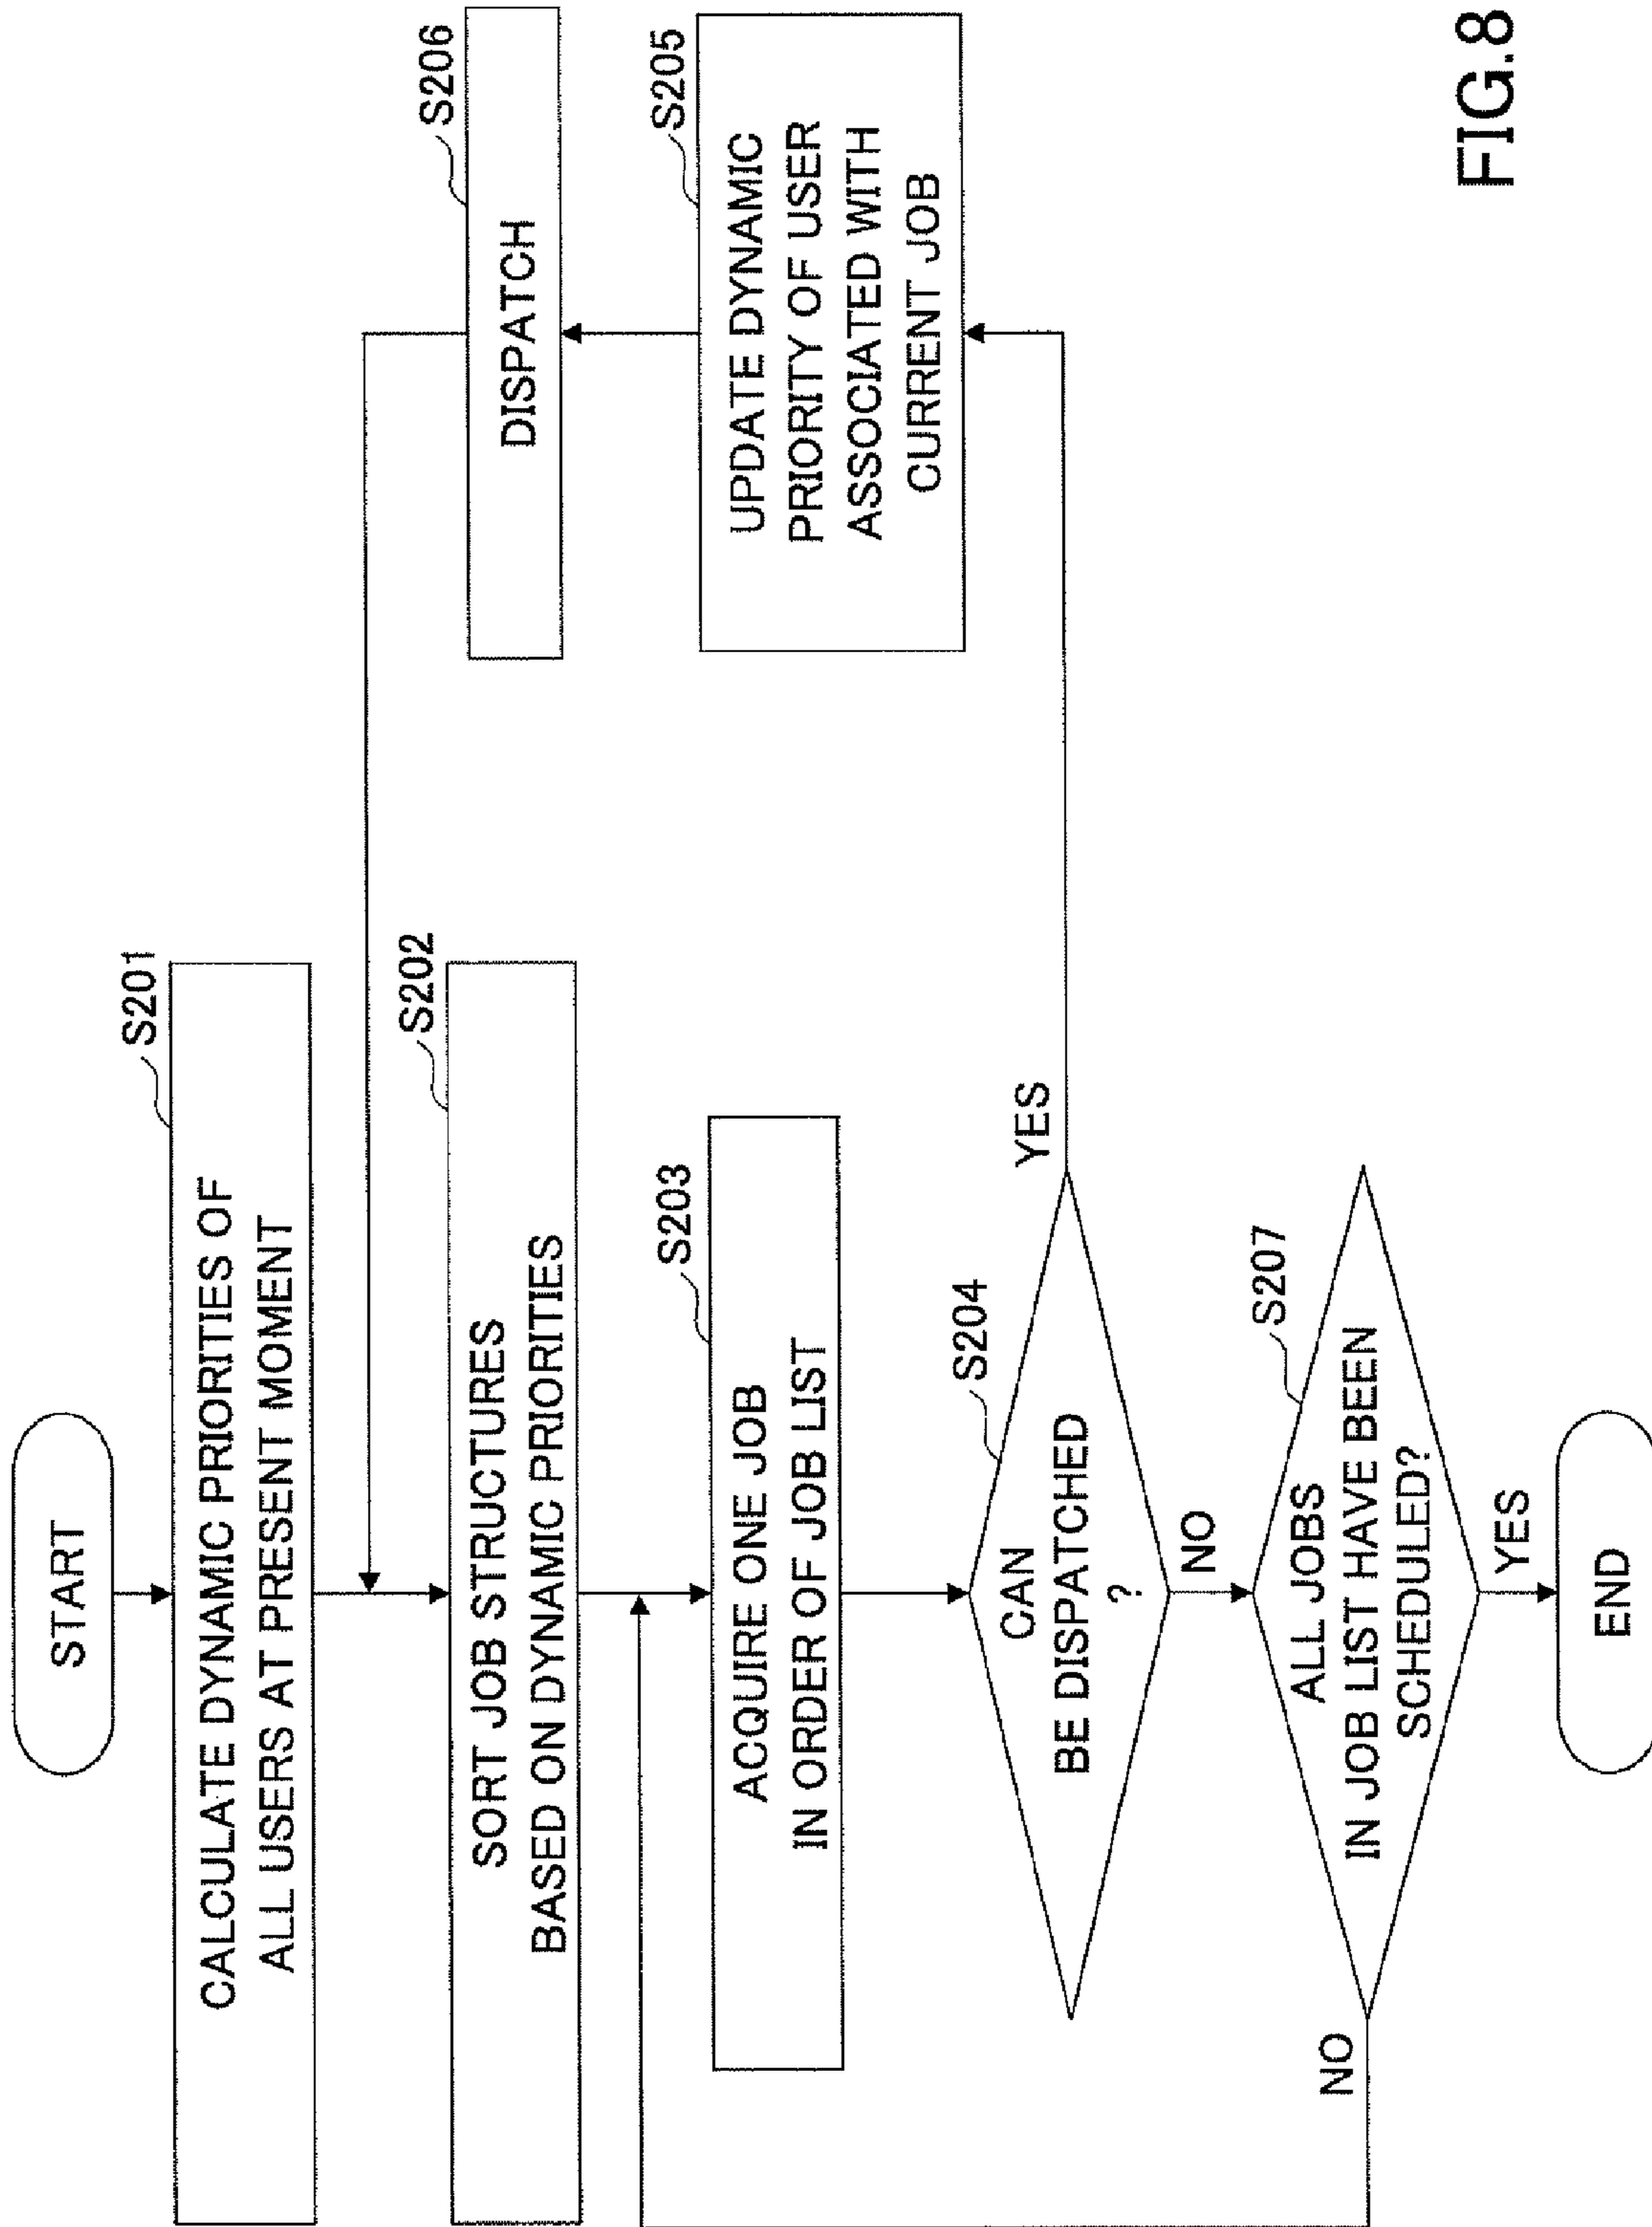 START
S201
CALCULATE DYNAMIC PRIORITIES OF
ALL USERS AT PRESENT MOMENT
S202
SORT JOB STRUCTURES
BASED ON DYNAMIC PRIORITIES
S203
ACQUIRE ONE JOB
IN ORDER OF JOB LIST
S204
CAN
BE DISPATCHED
?
YES
NO
S205
UPDATE DYNAMIC
PRIORITY OF USER
ASSOCIATED WITH
CURRENT JOB
S206
DISPATCH
S207
ALL JOBS
IN JOB LIST HAVE BEEN
SCHEDULED?
NO
YES
END
FIG.8